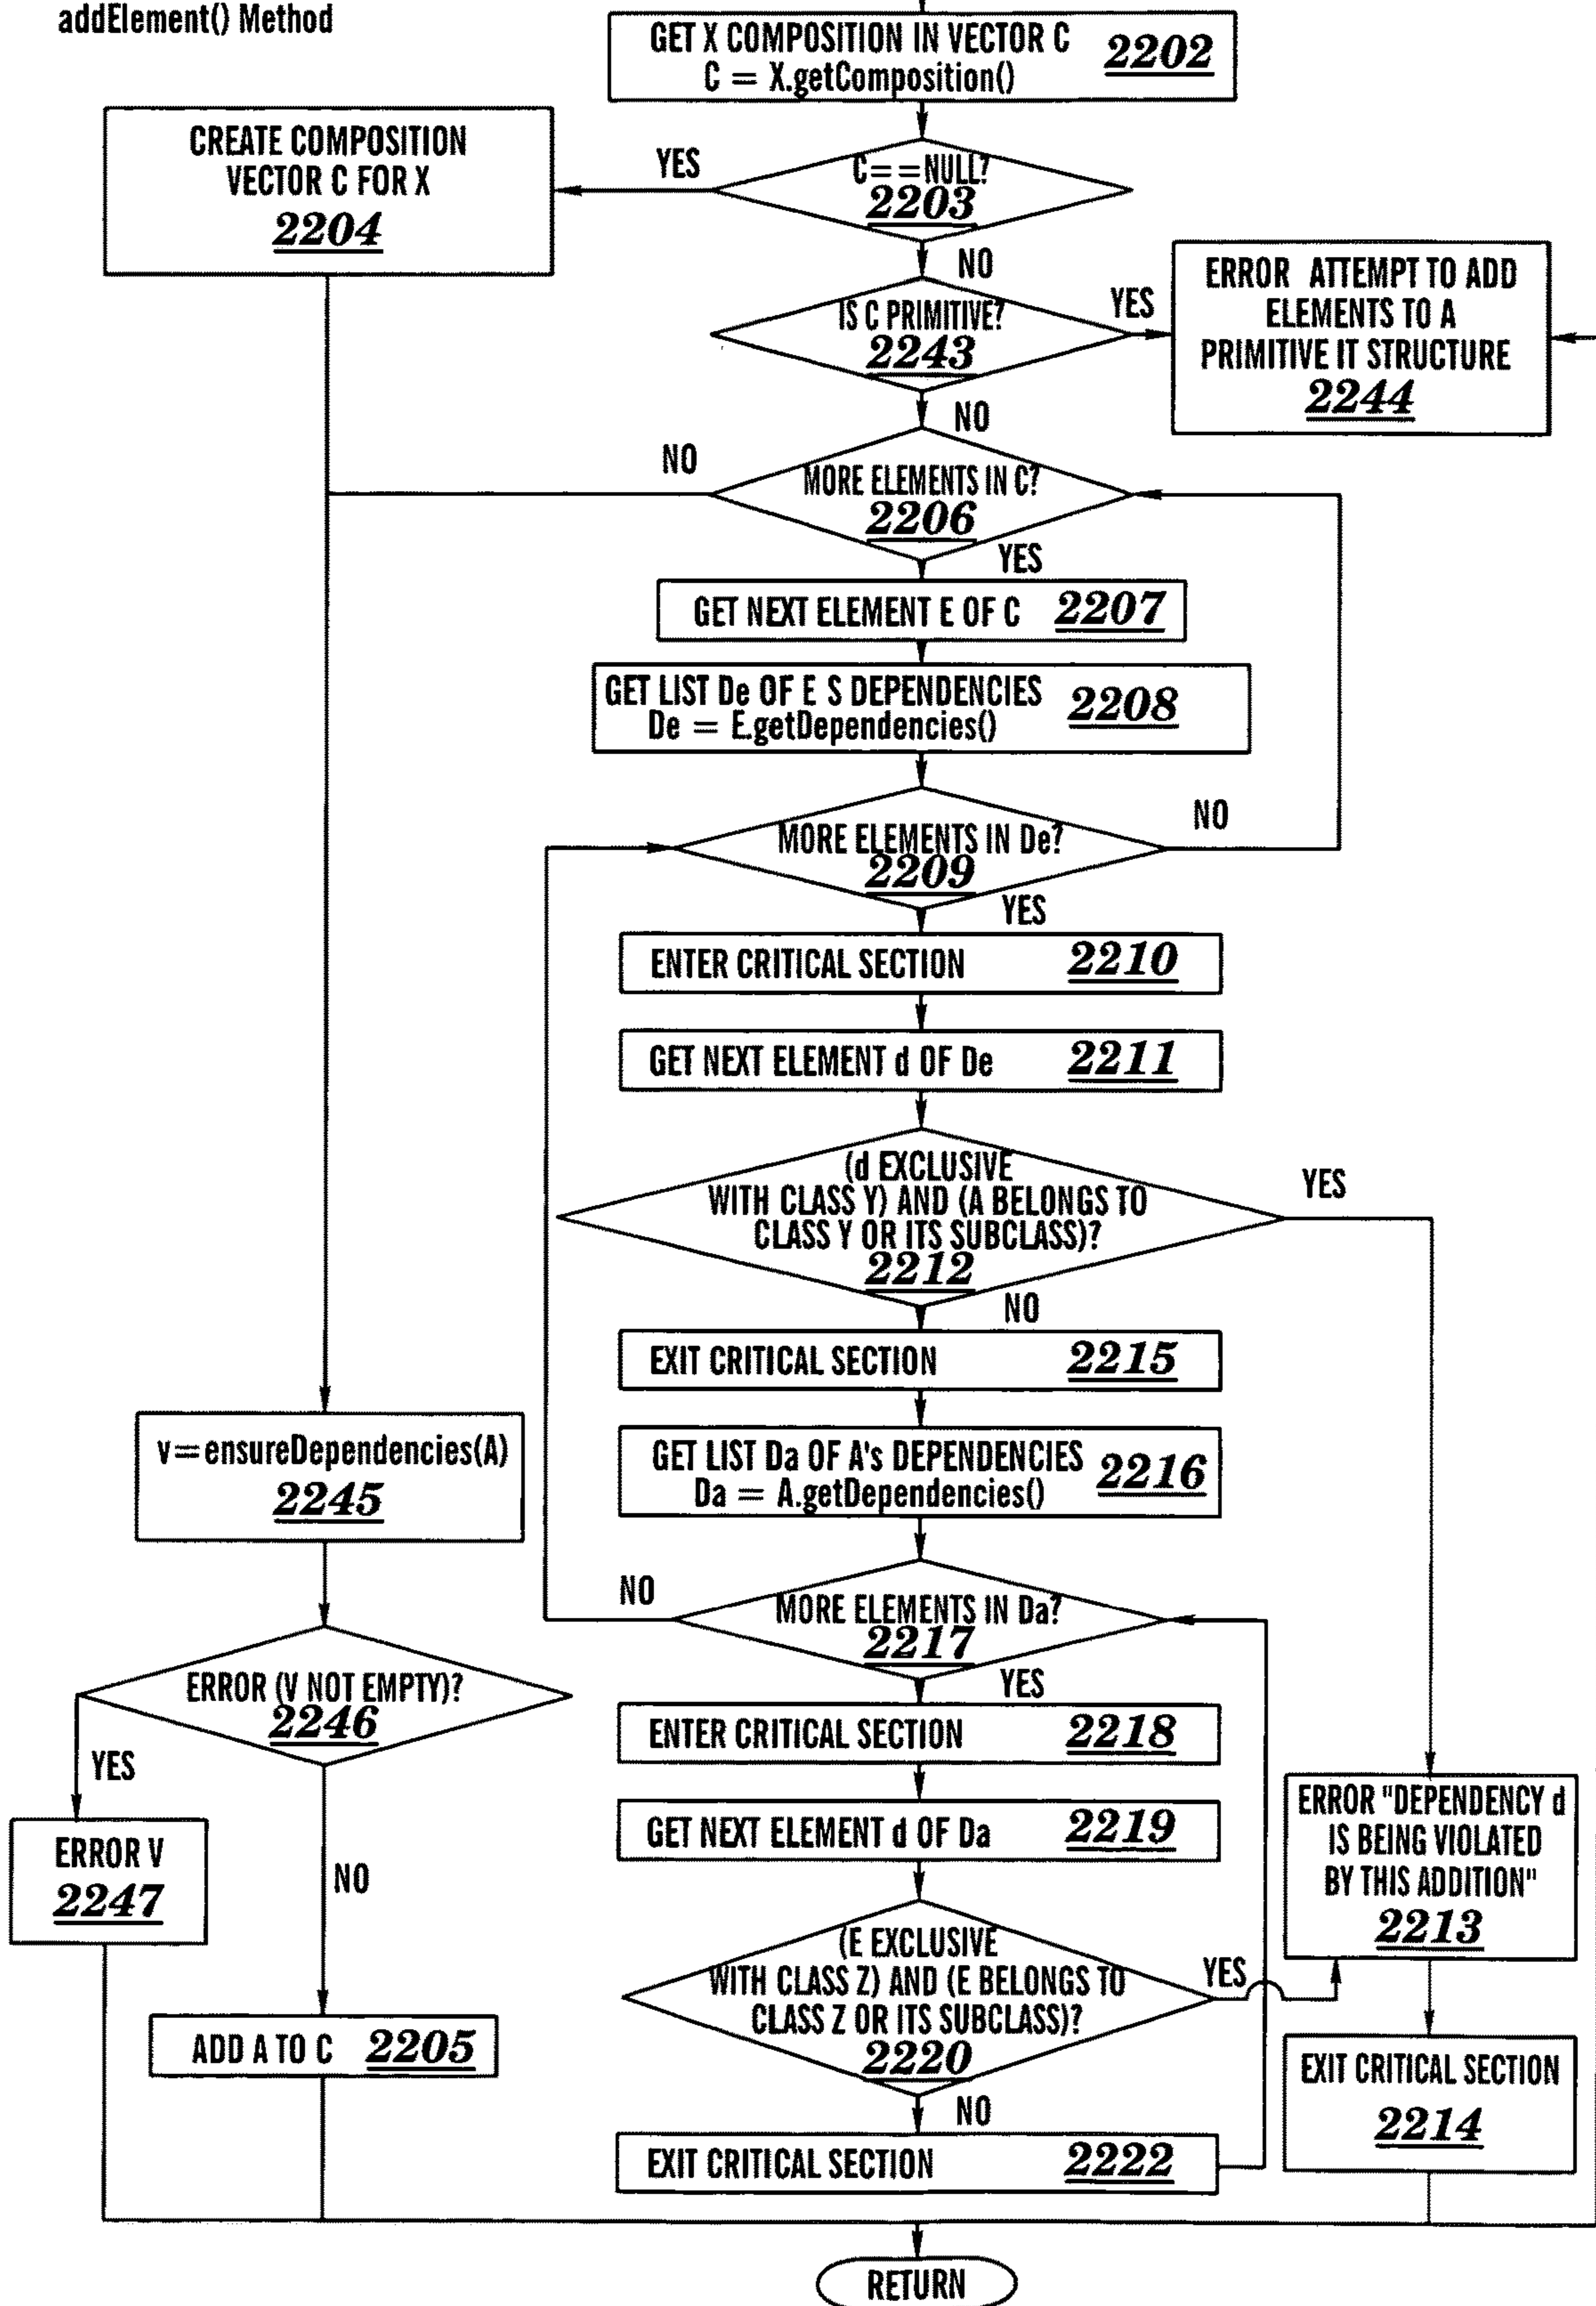 addElement() Method
GET X COMPOSITION IN VECTOR C
C = X.getComposition()
2202
CREATE COMPOSITION
VECTOR C FOR X
2204
YES
C==NULL?
2203
NO
IS C PRIMITIVE?
2243
YES
ERROR ATTEMPT TO ADD
ELEMENTS TO A
PRIMITIVE IT STRUCTURE
2244
NO
NO
MORE ELEMENTS IN C?
2206
YES
GET NEXT ELEMENT E OF C 2207
GET LIST De OF E S DEPENDENCIES
De = E.getDependencies()
2208
MORE ELEMENTS IN De?
2209
NO
YES
ENTER CRITICAL SECTION 2210
GET NEXT ELEMENT d OF De 2211
(d EXCLUSIVE
WITH CLASS Y) AND (A BELONGS TO
CLASS Y OR ITS SUBCLASS)?
2212
YES
NO
EXIT CRITICAL SECTION 2215
v=ensureDependencies(A)
2245
GET LIST Da OF A's DEPENDENCIES
Da = A.getDependencies()
2216
NO
MORE ELEMENTS IN Da?
2217
YES
ERROR (V NOT EMPTY)?
2246
YES
NO
ENTER CRITICAL SECTION 2218
GET NEXT ELEMENT d OF Da 2219
ERROR "DEPENDENCY d
IS BEING VIOLATED
BY THIS ADDITION"
2213
ERROR V
2247
(E EXCLUSIVE
WITH CLASS Z) AND (E BELONGS TO
CLASS Z OR ITS SUBCLASS)?
2220
YES
NO
ADD A TO C 2205
EXIT CRITICAL SECTION
2214
EXIT CRITICAL SECTION 2222
RETURN